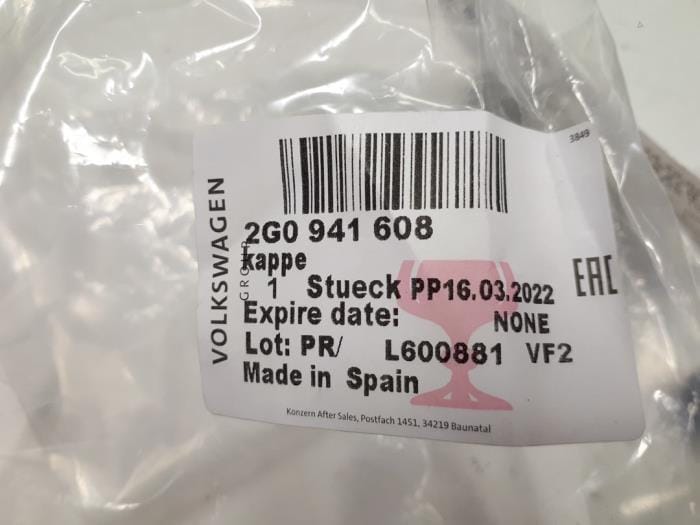 3849
VOLKSWAGEN
GROUP
2G0 941 608
Kappe
1 Stueck PP16.03.2022
EAC
Expire date: NONE
Lot: PR/ L600881 VF2
Made in Spain
Konzern After Sales, Postfach 1451, 34219 Baunatal